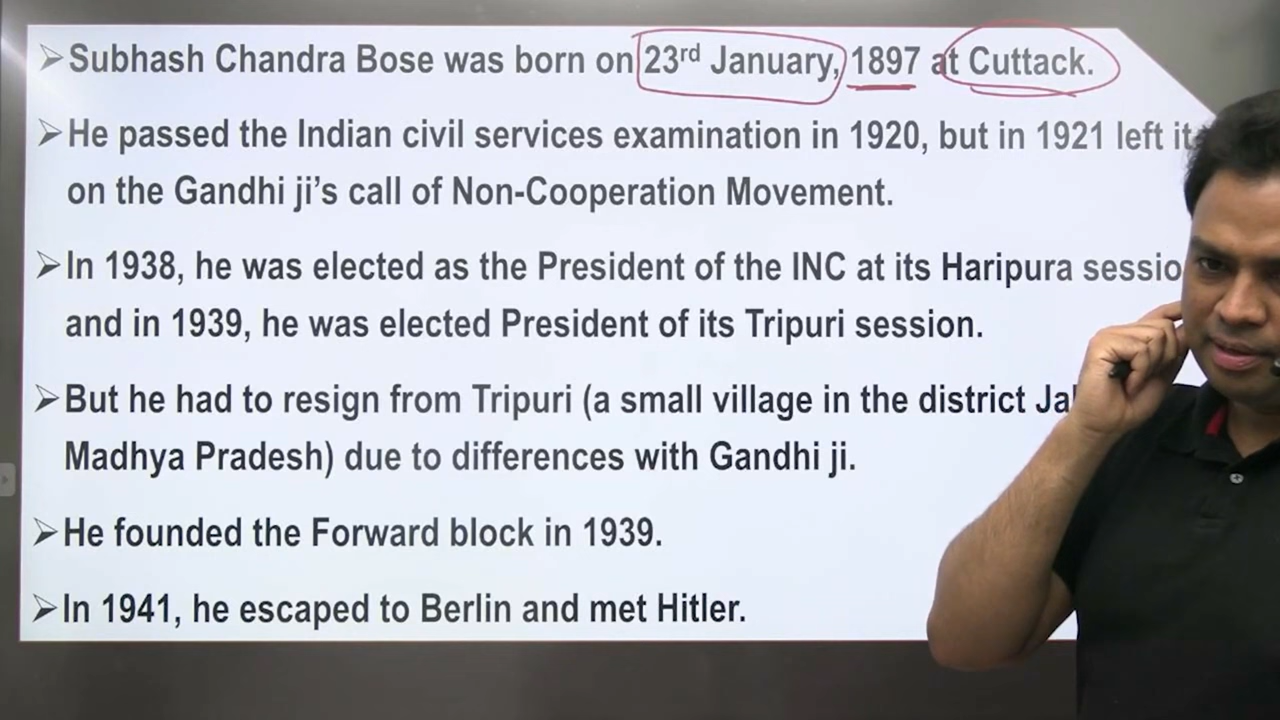 ➢ Subhash Chandra Bose was born on 23rd January, 1897 at Cuttack.
➢ He passed the Indian civil services examination in 1920, but in 1921 left it
on the Gandhi ji's call of Non-Cooperation Movement.
➢ In 1938, he was elected as the President of the INC at its Haripura
and in 1939, he was elected President of its Tripuri session.
➢ But he had to resign from Tripuri (a small village in the district
Madhya Pradesh) due to differences with Gandhi ji.
➢ He founded the Forward block in 1939.
➢ In 1941, he escaped to Berlin and met Hitler.